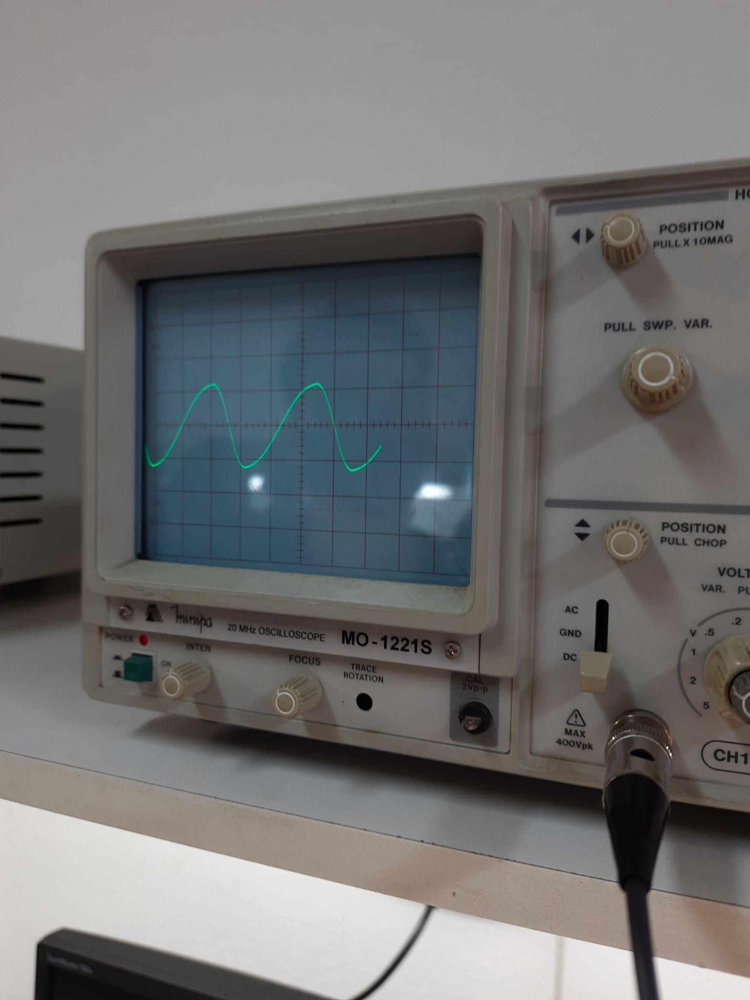 HO
POSITION
PULL X 10MAG
PULL SWP. VAR.
POSITION
PULL CHOP
VOLT
VAR. PU
AC
GND
DC
.2
V .5
1
2
5
MAX
400Vpk
CH1
minipa
20 MHz OSCILLOSCOPE
MO-1221S
POWER
INTEN
ON
FOCUS
TRACE
ROTATION
CAL
2Vp-p